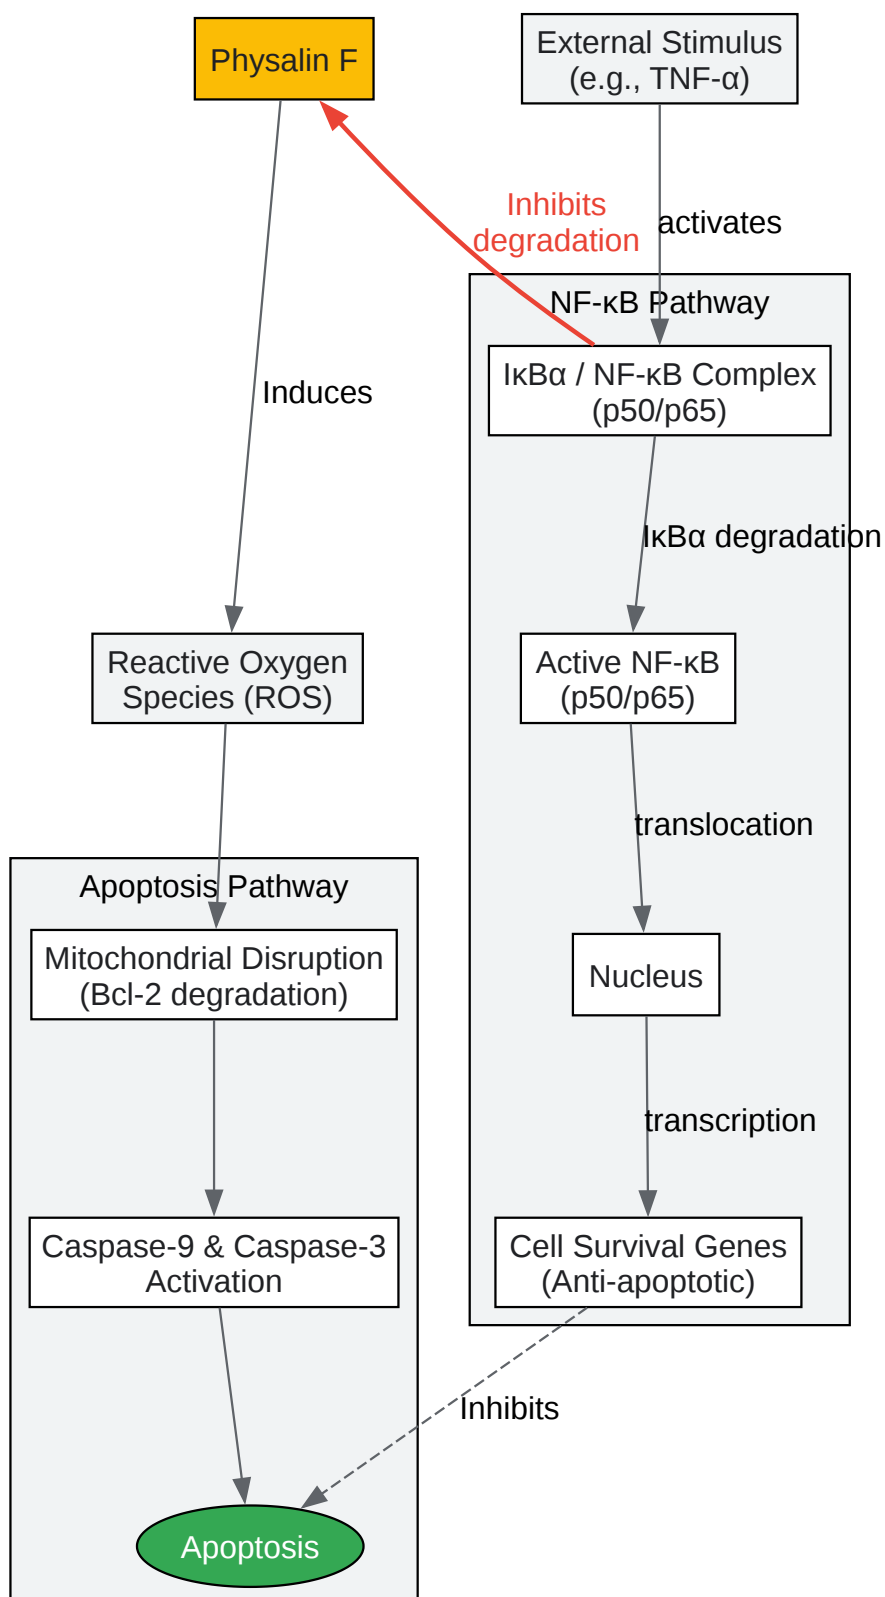 Physalin F
External Stimulus
(e.g., TNF-α)
Inhibits
degradation
activates
NF-κB Pathway
IκBα / NF-κB Complex
(p50/p65)
Induces
IκBα degradation
Reactive Oxygen
Species (ROS)
Active NF-κB
(p50/p65)
translocation
Apoptosis Pathway
Mitochondrial Disruption
(Bcl-2 degradation)
Nucleus
transcription
Caspase-9 & Caspase-3
Activation
Cell Survival Genes
(Anti-apoptotic)
Inhibits
Apoptosis